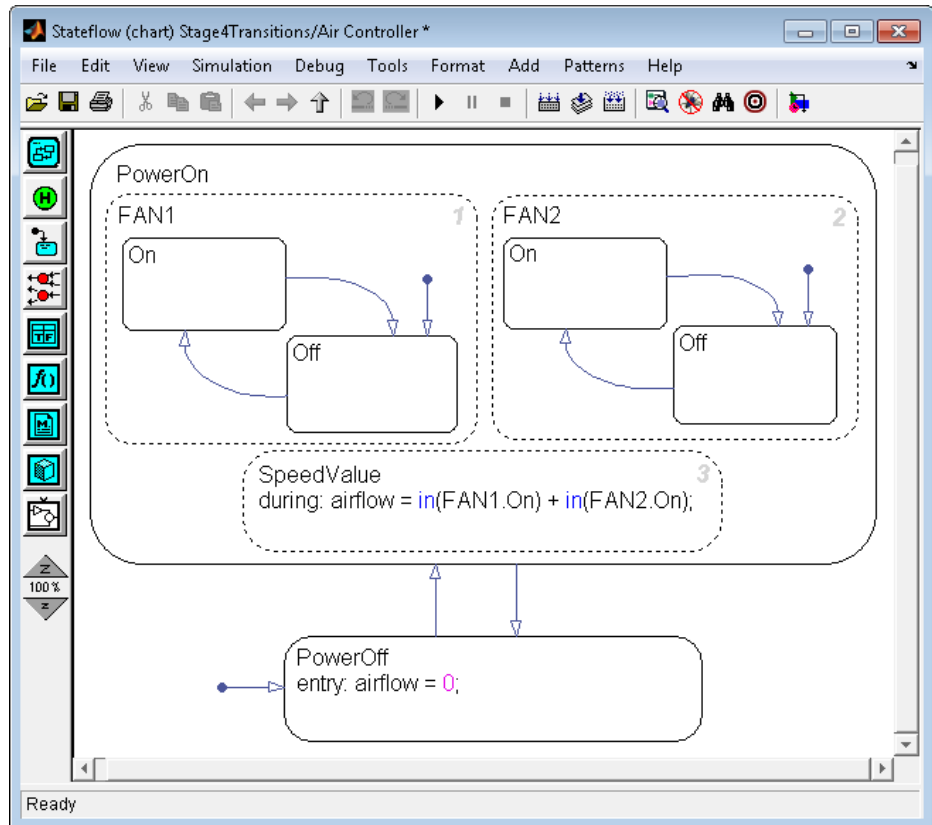 Stateflow (chart) Stage4Transitions/Air Controller *
File Edit View Simulation Debug Tools Format Add Patterns Help
PowerOn
FAN1 1
On
Off
FAN2 2
On
Off
SpeedValue 3
during: airflow = in(FAN1.On) + in(FAN2.On);
PowerOff
entry: airflow = 0;
H
TF
f()
M
Z
100 %
z
Ready